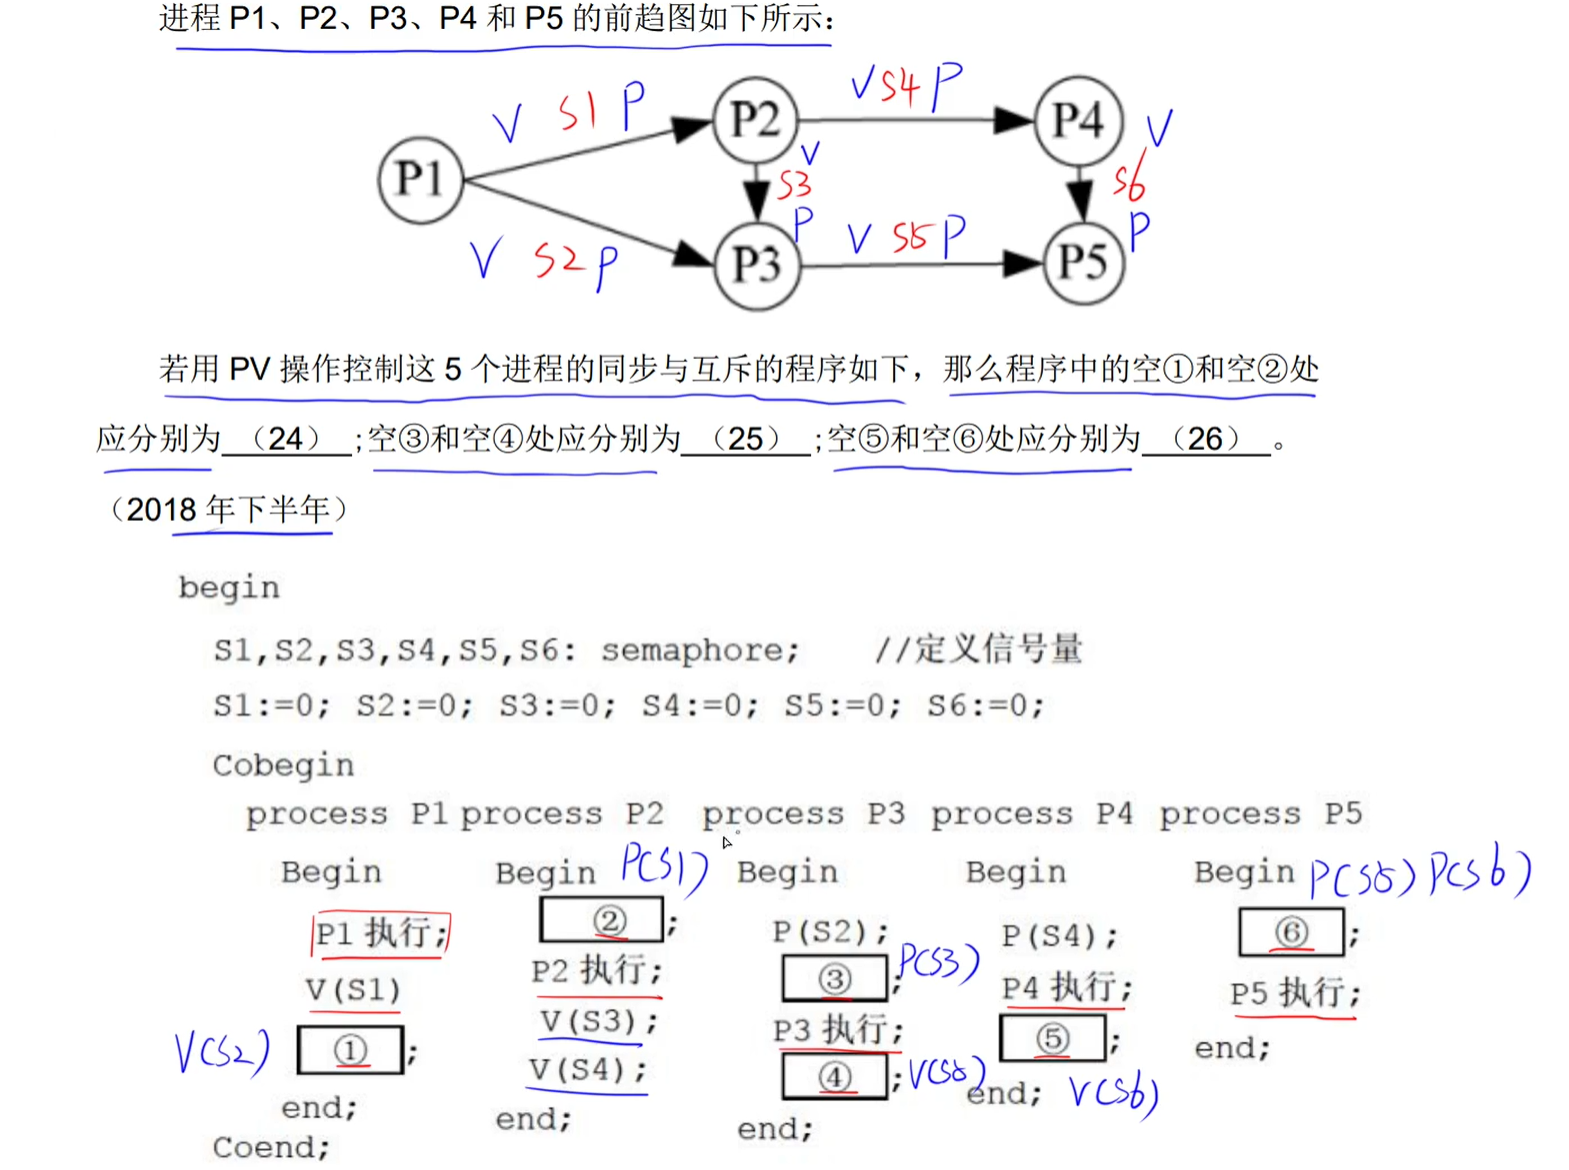 进程 P1、P2、P3、P4 和 P5 的前趋图如下所示：
V S1 P
V S4 P
P1
P2
P4
V
V
S3
P
S6
P
V S2 P
P3
V S5 P
P5
若用 PV 操作控制这 5 个进程的同步与互斥的程序如下，那么程序中的空①和空②处
应分别为 （24） ;空③和空④处应分别为 （25） ;空⑤和空⑥处应分别为 （26） 。
（2018 年下半年）
begin
S1,S2,S3,S4,S5,S6: semaphore; //定义信号量
S1:=0; S2:=0; S3:=0; S4:=0; S5:=0; S6:=0;
Cobegin
process P1 process P2 process P3 process P4 process P5
Begin
P1 执行;
V(S1)
V(S2) ① ;
end;
Begin P(S1)
② ;
P2 执行;
V(S3);
V(S4);
end;
Begin
P(S2);
③ ; P(S3)
P3 执行;
④ ; V(S5)
end;
Begin
P(S4);
P4 执行;
⑤ ;
end; V(S6)
Begin P(S5) P(S6)
⑥ ;
P5 执行;
end;
Coend;